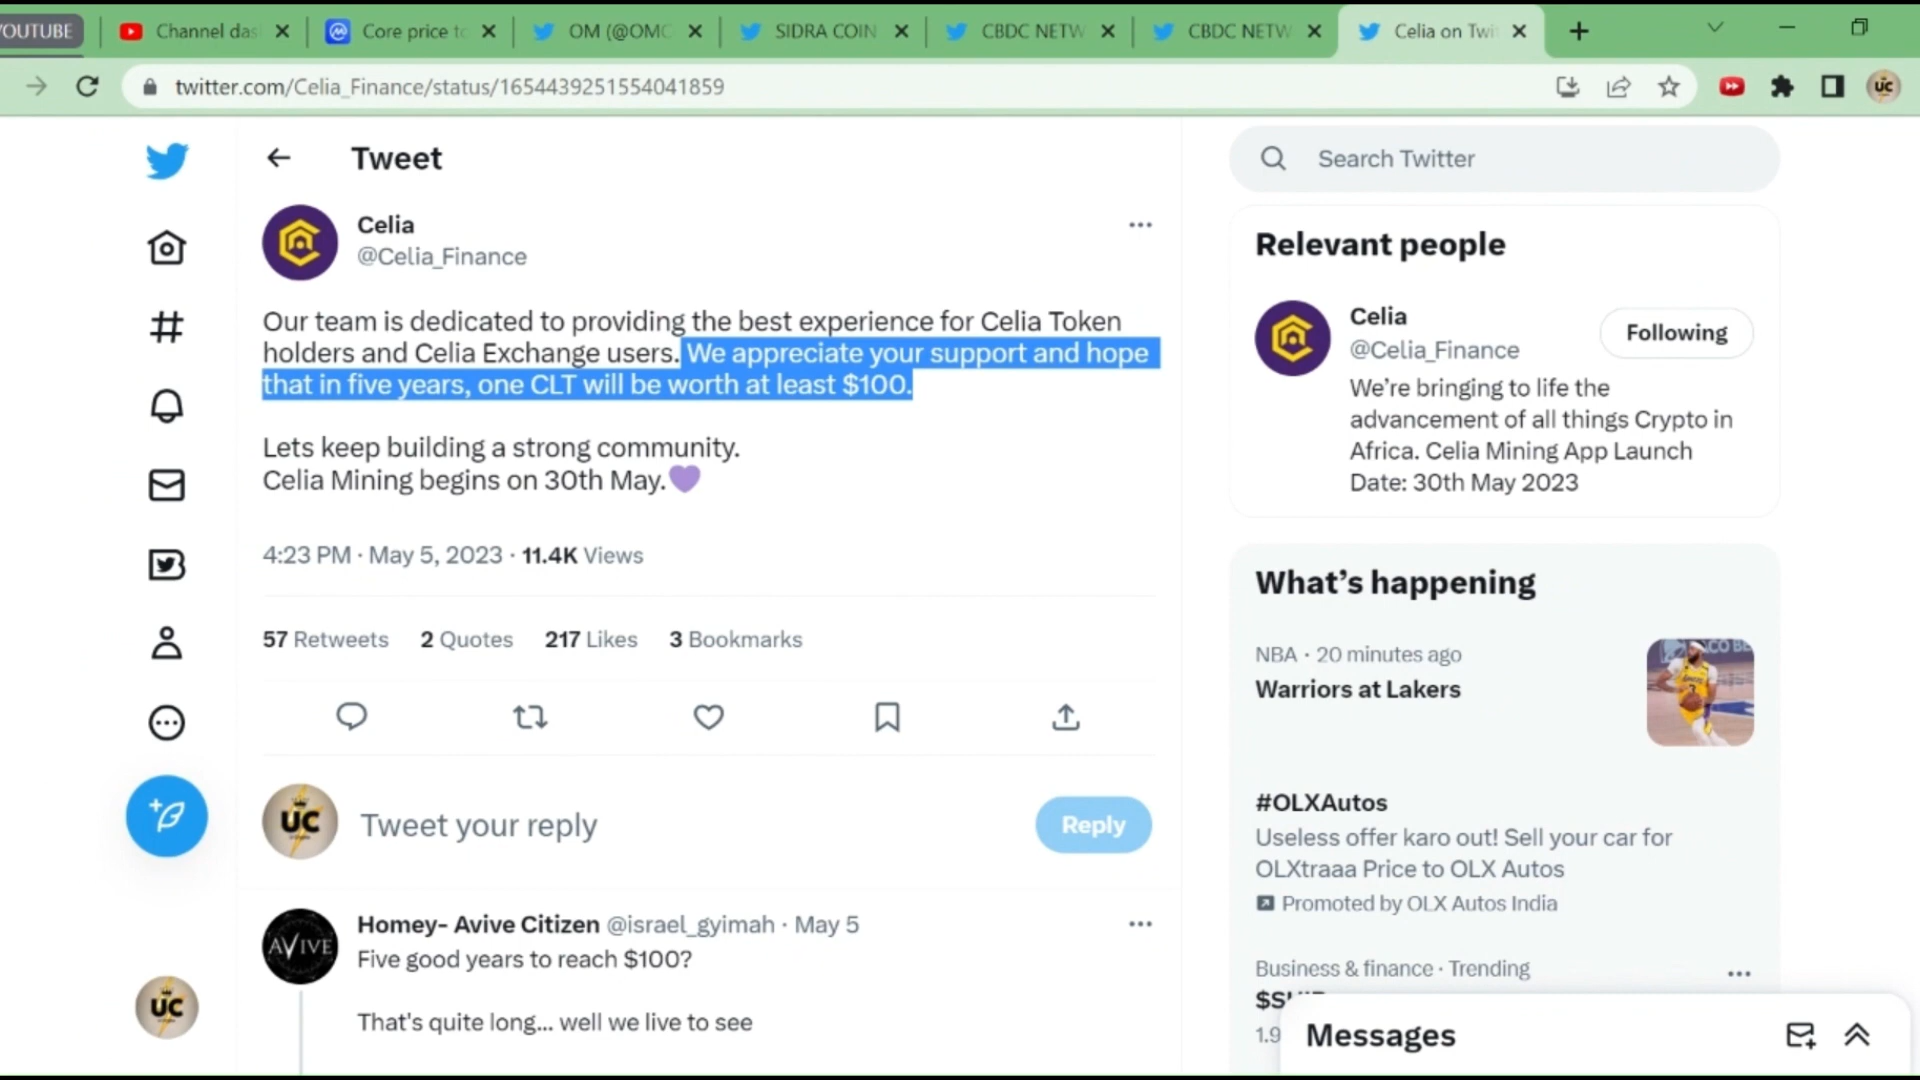 YOUTUBE
Channel das
Core price to
OM (@OMC
SIDRA COIN
CBDC NETW
CBDC NETW
Celia on Twi
twitter.com/Celia_Finance/status/1654439251554041859
UC
Tweet
Search Twitter
Celia
@Celia_Finance
Our team is dedicated to providing the best experience for Celia Token
holders and Celia Exchange users. We appreciate your support and hope
that in five years, one CLT will be worth at least $100.
Lets keep building a strong community.
Celia Mining begins on 30th May.💜
4:23 PM · May 5, 2023 · 11.4K Views
57 Retweets 2 Quotes 217 Likes 3 Bookmarks
UC
Tweet your reply
Reply
AVIVE
Homey- Avive Citizen @israel_gyimah · May 5
Five good years to reach $100?
That's quite long... well we live to see
UC
Relevant people
Celia
@Celia_Finance
Following
We’re bringing to life the
advancement of all things Crypto in
Africa. Celia Mining App Launch
Date: 30th May 2023
What’s happening
NBA · 20 minutes ago
Warriors at Lakers
#OLXAutos
Useless offer karo out! Sell your car for
OLXtraaa Price to OLX Autos
Promoted by OLX Autos India
Business & finance · Trending
1.9
Messages